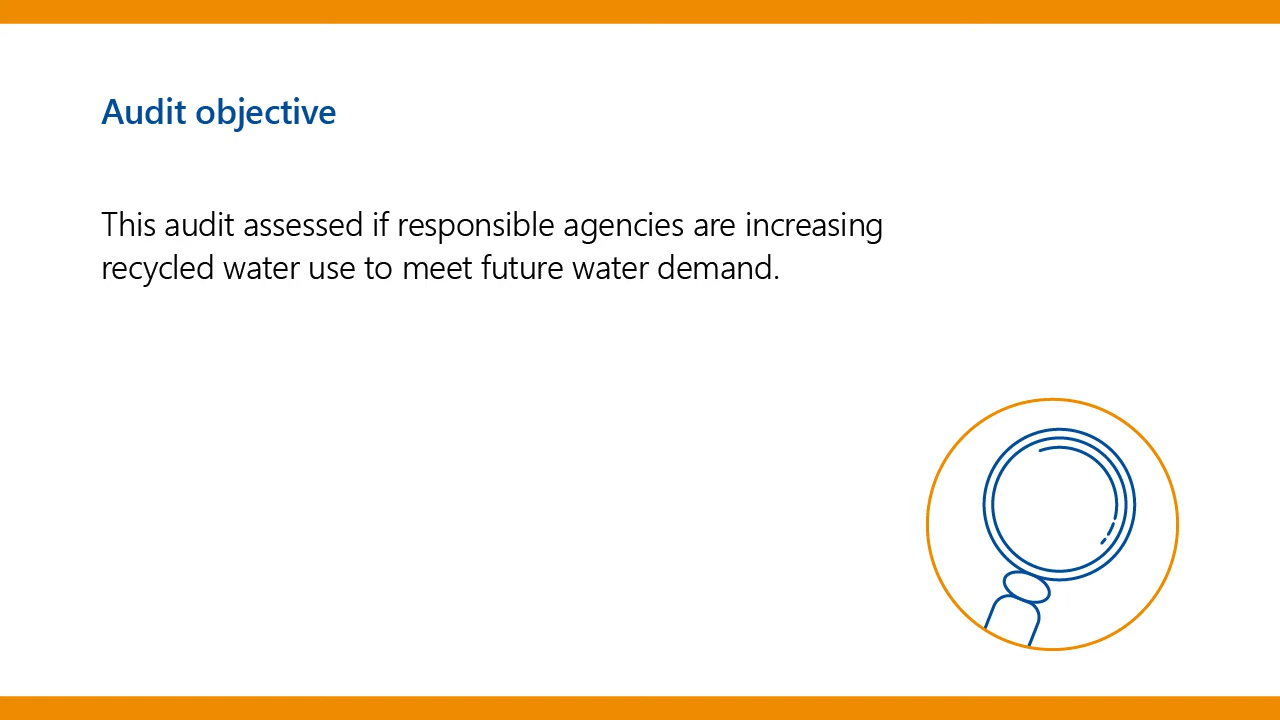 Audit objective
This audit assessed if responsible agencies are increasing
recycled water use to meet future water demand.